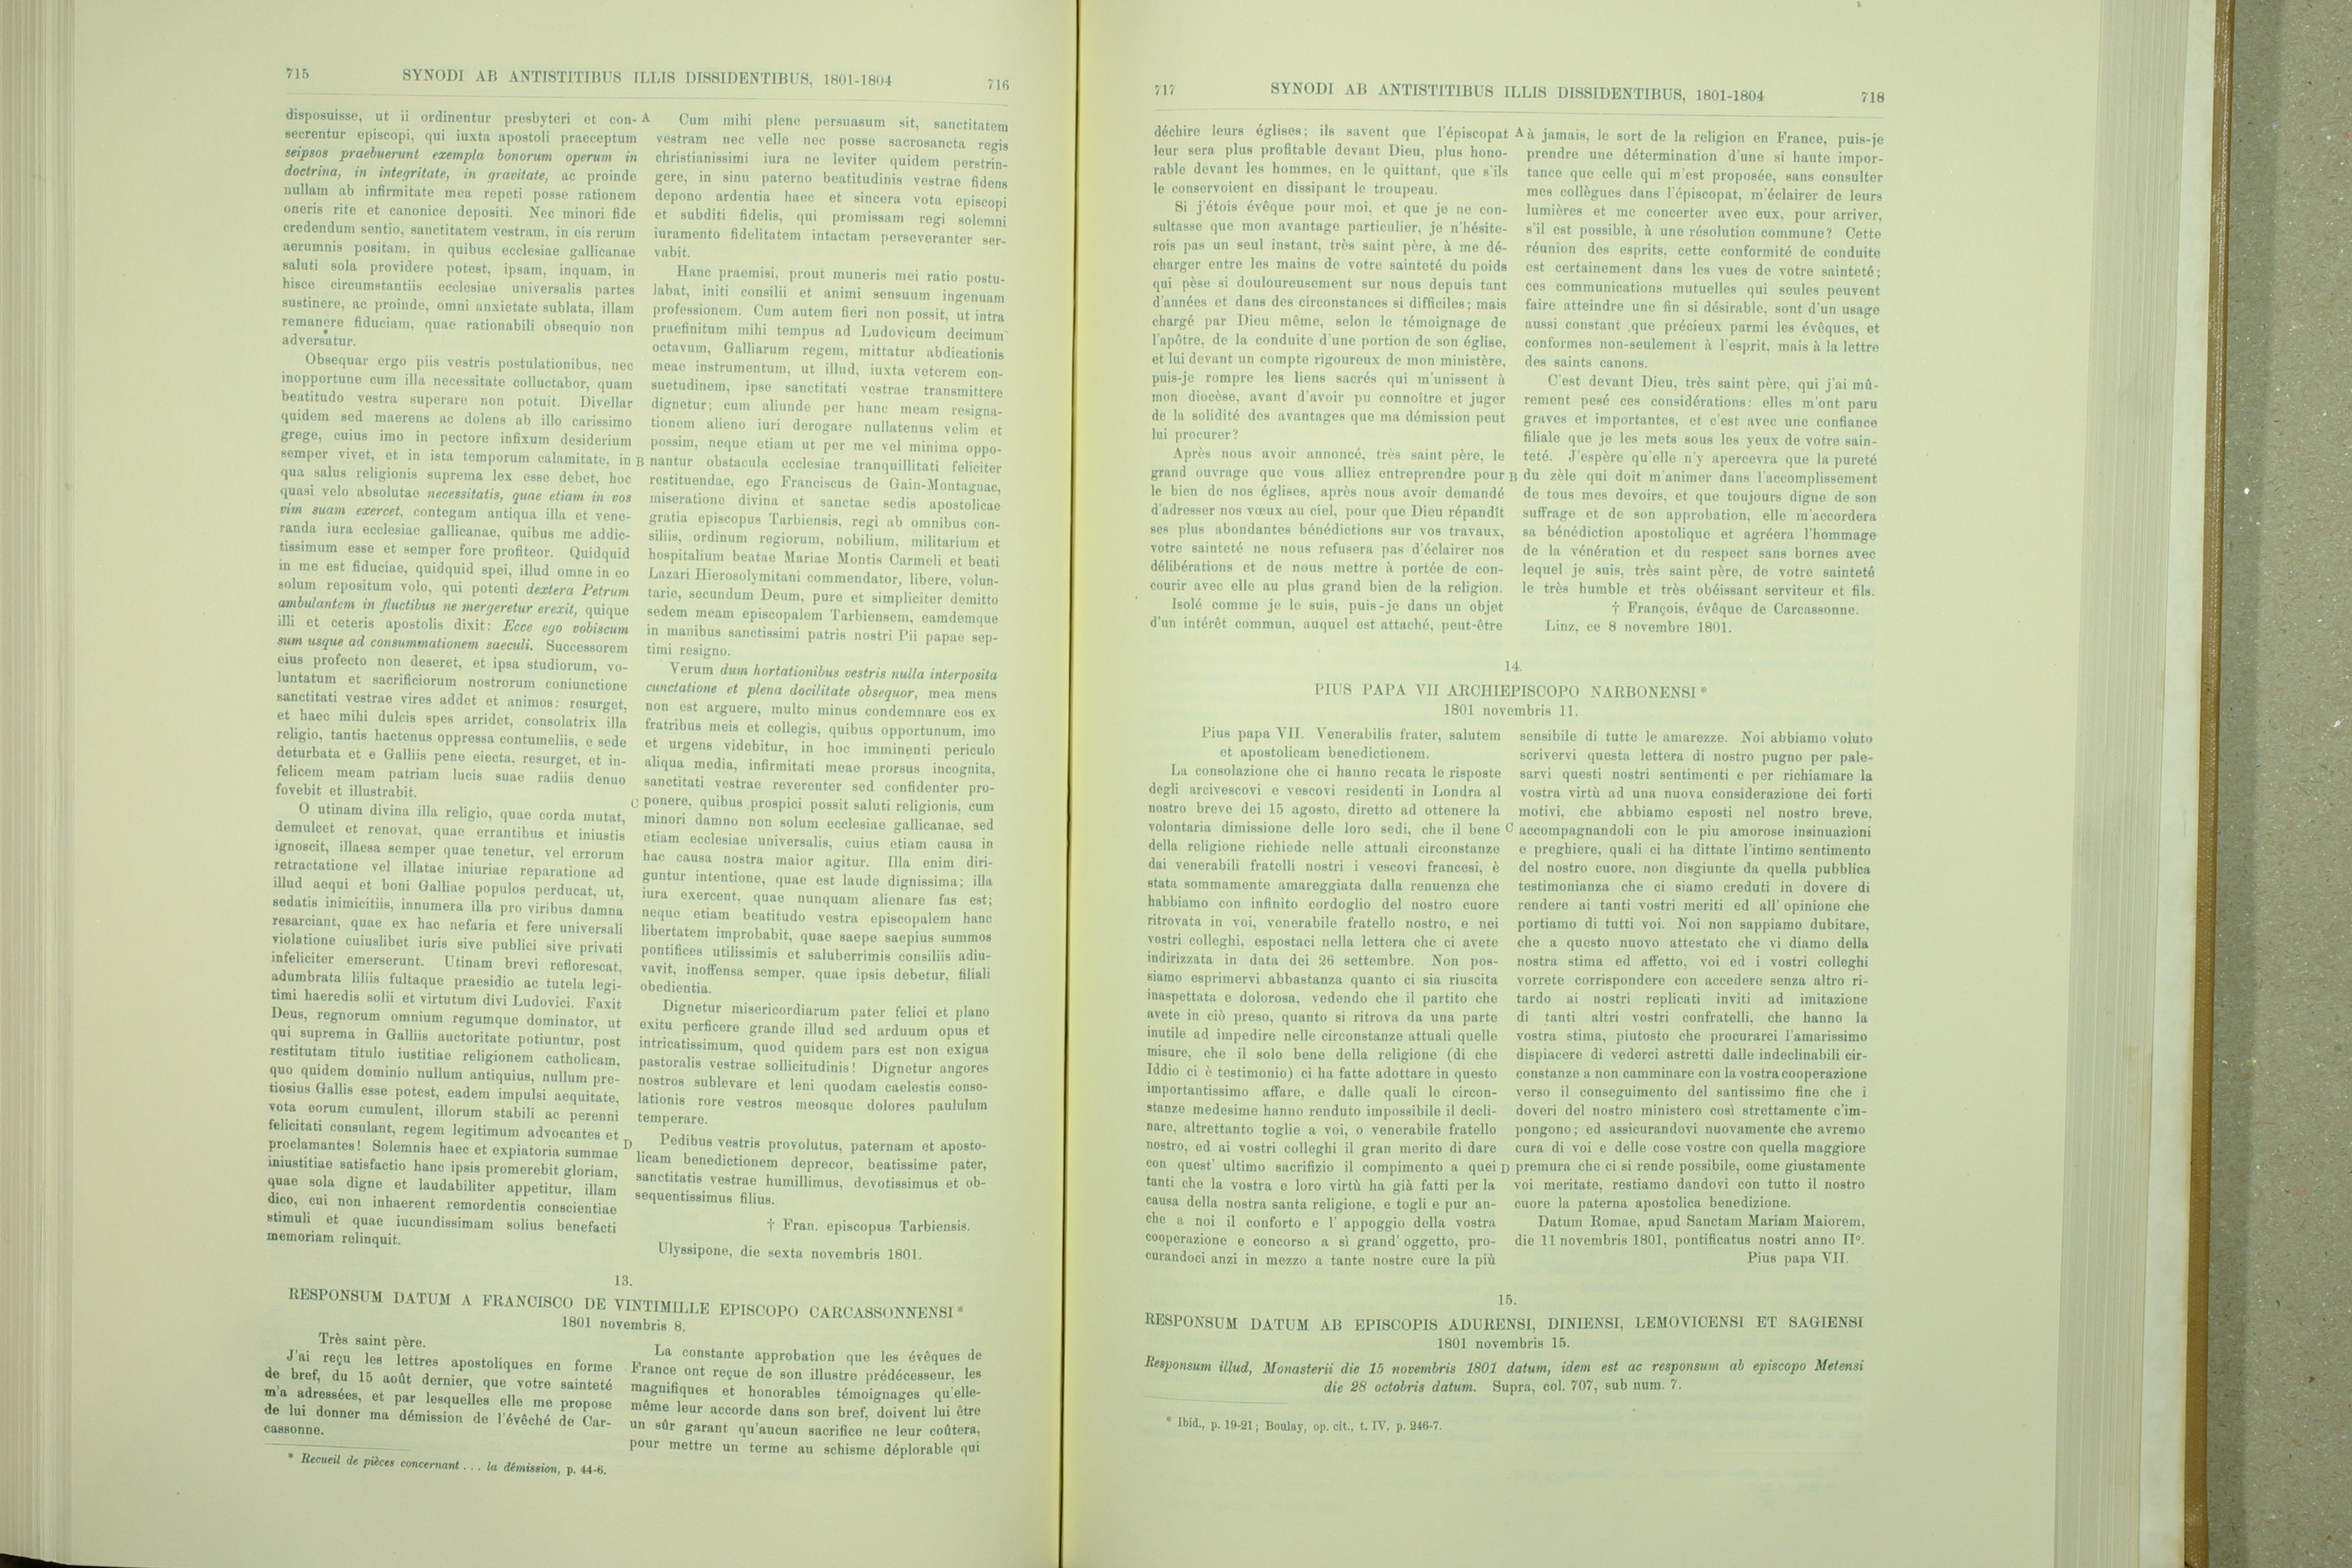 715
SYNODI AB ANTISTITIBUS ILLIS DISSIDENTIBUS, 1801-1804
716
disposuisse, ut ii ordinentur presbyteri et con-
secrentur episcopi, qui iuxta apostoli praeceptum
seipsos praebuerunt exempla bonorum operum in
doctrina, in integritate, in gravitate, ac proinde
nullam ab infirmitate mea repeti posse rationem
oneris rite et canonice depositi. Nec minori fide
credendum sentio, sanctitatem vestram, in eis rerum
aerumnis positam, in quibus ecclesiae gallicanae
saluti sola providere potest, ipsam, inquam, in
hisce circumstantiis ecclesiae universalis partes
sustinere, ac proinde, omni anxietate sublata, illam
remanere fiduciam, quae rationabili obsequio non
adversatur.
Obsequar ergo piis vestris postulationibus, nec
inopportune cum illa necessitate colluctabor, quam
beatitudo vestra superare non potuit. Divellar
quidem sed maerens ac dolens ab illo carissimo
grege, cuius imo in pectore infixum desiderium
semper vivet, et in ista temporum calamitate, in
qua salus religionis suprema lex esse debet, hoc
quasi velo absolutae necessitatis, quae etiam in vos
vim suam exercet, contegam antiqua illa et vene-
randa iura ecclesiae gallicanae, quibus me addic-
tissimum esse et semper fore profiteor. Quidquid
in me est fiduciae, quidquid spei, illud omne in eo
solum repositum volo, qui potenti dextera Petrum
ambulantem in fluctibus ne mergeretur erexit, quique
illi et ceteris apostolis dixit: Ecce ego vobiscum
sum usque ad consummationem saeculi. Successorem
eius profecto non deseret, et ipsa studiorum, vo-
luntatum et sacrificiorum nostrorum coniunctione
sanctitati vestrae vires addet et animos: resurget,
et haec mihi dulcis spes arridet, consolatrix illa
religio, tantis hactenus oppressa contumeliis, e sede
deturbata et e Galliis pene eiecta, resurget, et in-
felicem meam patriam lucis suae radiis denuo
fovebit et illustrabit.
O utinam divina illa religio, quae corda mutat,
demulcet et renovat, quae errantibus et iniustis
ignoscit, illaesa semper quae tenetur, vel errorum
retractatione vel illatae iniuriae reparatione ad
illud aequi et boni Galliae populos perducat, ut,
sedatis inimicitiis, innumera illa pro viribus damna
resarciant, quae ex hac nefaria et fere universali
violatione cuiuslibet iuris sive publici sive privati
infeliciter emerserunt. Utinam brevi reflorescat,
adumbrata liliis fultaque praesidio ac tutela legi-
timi haeredis solii et virtutum divi Ludovici. Faxit
Deus, regnorum omnium regumque dominator, ut
qui suprema in Galliis auctoritate potiuntur, post
restitutam titulo iustitiae religionem catholicam,
quo quidem dominio nullum antiquius, nullum pre-
tiosius Gallis esse potest, eadem impulsi aequitate,
vota eorum cumulent, illorum stabili ac perenni
felicitati consulant, regem legitimum advocantes et
proclamantes! Solemnis haec et expiatoria summae
iniustitiae satisfactio hanc ipsis promerebit gloriam,
quae sola digne et laudabiliter appetitur, illam
dico, cui non inhaerent remordentis conscientiae
stimuli et quae iucundissimam solius benefacti
memoriam relinquit.
A
B
C
D
Cum mihi plene persuasum sit, sanctitatem
vestram nec velle nec posse sacrosancta regis
christianissimi iura ne leviter quidem perstrin-
gere, in sinu paterno beatitudinis vestrae fidens
depono ardentia haec et sincera vota episcopi
et subditi fidelis, qui promissam regi solemni
iuramento fidelitatem intactam perseveranter ser-
vabit.
Hanc praemisi, prout muneris mei ratio postu-
labat, initi consilii et animi sensuum ingenuam
professionem. Cum autem fieri non possit, ut intra
praefinitum mihi tempus ad Ludovicum decimum
octavum, Galliarum regem, mittatur abdicationis
meae instrumentum, ut illud, iuxta veterem con-
suetudinem, ipse sanctitati vestrae transmittere
dignetur; cum aliunde per hanc meam resigna-
tionem alieno iuri derogare nullatenus velim et
possim, neque etiam ut per me vel minima oppo-
nantur obstacula ecclesiae tranquillitati feliciter
restituendae, ego Franciscus de Gain-Montagnac,
miseratione divina et sanctae sedis apostolicae
gratia episcopus Tarbiensis, regi ab omnibus con-
siliis, ordinum regiorum, nobilium, militarium et
hospitalium beatae Mariae Montis Carmeli et beati
Lazari Hierosolymitani commendator, libere, volun-
tarie, secundum Deum, pure et simpliciter demitto
sedem meam episcopalem Tarbiensem, eamdemque
in manibus sanctissimi patris nostri Pii papae sep-
timi resigno.
Verum dum hortationibus vestris nulla interposita
cunctatione et plena docilitate obsequor, mea mens
non est arguere, multo minus condemnare eos ex
fratribus meis et collegis, quibus opportunum, imo
et urgens videbitur, in hoc imminenti periculo
aliqua media, infirmitati meae prorsus incognita,
sanctitati vestrae reverenter sed confidenter pro-
ponere, quibus prospici possit saluti religionis, cum
minori damno non solum ecclesiae gallicanae, sed
etiam ecclesiae universalis, cuius etiam causa in
hac causa nostra maior agitur. Illa enim diri-
guntur intentione, quae est laude dignissima; illa
iura exercent, quae nunquam alienare fas est;
neque etiam beatitudo vestra episcopalem hanc
libertatem improbabit, quae saepe saepius summos
pontifices utilissimis et saluberrimis consiliis adiu-
vavit, inoffensa semper, quae ipsis debetur, filiali
obedientia.
Dignetur misericordiarum pater felici et plano
exitu perficere grande illud sed arduum opus et
intricatissimum, quod quidem pars est non exigua
pastoralis vestrae sollicitudinis! Dignetur angores
nostros sublevare et leni quodam caelestis conso-
lationis rore vestros meosque dolores paululum
temperare.
Pedibus vestris provolutus, paternam et aposto-
licam benedictionem deprecor, beatissime pater,
sanctitatis vestrae humillimus, devotissimus et ob-
sequentissimus filius.
† Fran. episcopus Tarbiensis.
Ulyssipone, die sexta novembris 1801.
13.
RESPONSUM DATUM A FRANCISCO DE VINTIMILLE EPISCOPO CARCASSONNENSI*
1801 novembris 8.
Très saint père.
J'ai reçu les lettres apostoliques en forme
de bref, du 15 août dernier, que votre sainteté
m'a adressées, et par lesquelles elle me propose
de lui donner ma démission de l'évêché de Car-
cassonne.
La constante approbation que les évêques de
France ont reçue de son illustre prédécesseur, les
magnifiques et honorables témoignages qu'elle-
même leur accorde dans son bref, doivent lui être
un sûr garant qu'aucun sacrifice ne leur coûtera,
pour mettre un terme au schisme déplorable qui
* Recueil de pièces concernant . . . la démission, p. 44-6.
717
SYNODI AB ANTISTITIBUS ILLIS DISSIDENTIBUS, 1801-1804
718
déchire leurs églises; ils savent que l'épiscopat
leur sera plus profitable devant Dieu, plus hono-
rable devant les hommes, en le quittant, que s'ils
le conservoient en dissipant le troupeau.
Si j'étois évêque pour moi, et que je ne con-
sultasse que mon avantage particulier, je n'hésite-
rois pas un seul instant, très saint père, à me dé-
charger entre les mains de votre sainteté du poids
qui pèse si douloureusement sur nous depuis tant
d'années et dans des circonstances si difficiles; mais
chargé par Dieu même, selon le témoignage de
l'apôtre, de la conduite d'une portion de son église,
et lui devant un compte rigoureux de mon ministère,
puis-je rompre les liens sacrés qui m'unissent à
mon diocèse, avant d'avoir pu connoître et juger
de la solidité des avantages que ma démission peut
lui procurer?
Après nous avoir annoncé, très saint père, le
grand ouvrage que vous alliez entreprendre pour
le bien de nos églises, après nous avoir demandé
d'adresser nos vœux au ciel, pour que Dieu répandît
ses plus abondantes bénédictions sur vos travaux,
votre sainteté ne nous refusera pas d'éclairer nos
délibérations et de nous mettre à portée de con-
courir avec elle au plus grand bien de la religion.
Isolé comme je le suis, puis-je dans un objet
d'un intérêt commun, auquel est attaché, peut-être
A
B
à jamais, le sort de la religion en France, puis-je
prendre une détermination d'une si haute impor-
tance que celle qui m'est proposée, sans consulter
mes collègues dans l'épiscopat, m'éclairer de leurs
lumières et me concerter avec eux, pour arriver,
s'il est possible, à une résolution commune? Cette
réunion des esprits, cette conformité de conduite
est certainement dans les vues de votre sainteté;
ces communications mutuelles qui seules peuvent
faire atteindre une fin si désirable, sont d'un usage
aussi constant que précieux parmi les évêques, et
conformes non-seulement à l'esprit, mais à la lettre
des saints canons.
C'est devant Dieu, très saint père, qui j'ai mû-
rement pesé ces considérations: elles m'ont paru
graves et importantes, et c'est avec une confiance
filiale que je les mets sous les yeux de votre sain-
teté. J'espère qu'elle n'y apercevra que la pureté
du zèle qui doit m'animer dans l'accomplissement
de tous mes devoirs, et que toujours digne de son
suffrage et de son approbation, elle m'accordera
sa bénédiction apostolique et agréera l'hommage
de la vénération et du respect sans bornes avec
lequel je suis, très saint père, de votre sainteté
le très humble et très obéissant serviteur et fils.
† François, évêque de Carcassonne.
Linz, ce 8 novembre 1801.
14.
PIUS PAPA VII ARCHIEPISCOPO NARBONENSI*
1801 novembris 11.
Pius papa VII. Venerabilis frater, salutem
et apostolicam benedictionem.
La consolazione che ci hanno recata le risposte
degli arcivescovi e vescovi residenti in Londra al
nostro breve dei 15 agosto, diretto ad ottenere la
volontaria dimissione delle loro sedi, che il bene
della religione richiede nelle attuali circonstanze
dai venerabili fratelli nostri i vescovi francesi, è
stata sommamente amareggiata dalla renuenza che
habbiamo con infinito cordoglio del nostro cuore
ritrovata in voi, venerabile fratello nostro, e nei
vostri colleghi, espostaci nella lettera che ci avete
indirizzata in data dei 26 settembre. Non pos-
siamo esprimervi abbastanza quanto ci sia riuscita
inaspettata e dolorosa, vedendo che il partito che
avete in ciò preso, quanto si ritrova da una parte
inutile ad impedire nelle circonstanze attuali quelle
misure, che il solo bene della religione (di che
Iddio ci è testimonio) ci ha fatte adottare in questo
importantissimo affare, e dalle quali le circon-
stanze medesime hanno renduto impossibile il decli-
nare, altrettanto toglie a voi, o venerabile fratello
nostro, ed ai vostri colleghi il gran merito di dare
con quest' ultimo sacrifizio il compimento a quei
tanti che la vostra e loro virtù ha già fatti per la
causa della nostra santa religione, e togli e pur an-
che a noi il conforto e l' appoggio della vostra
cooperazione e concorso a sì grand' oggetto, pro-
curandoci anzi in mezzo a tante nostre cure la più
C
D
sensibile di tutte le amarezze. Noi abbiamo voluto
scrivervi questa lettera di nostro pugno per pale-
sarvi questi nostri sentimenti e per richiamare la
vostra virtù ad una nuova considerazione dei forti
motivi, che abbiamo esposti nel nostro breve,
accompagnandoli con le piu amorose insinuazioni
e preghiere, quali ci ha dittate l'intimo sentimento
del nostro cuore, non disgiunte da quella pubblica
testimonianza che ci siamo creduti in dovere di
rendere ai tanti vostri meriti ed all' opinione che
portiamo di tutti voi. Noi non sappiamo dubitare,
che a questo nuovo attestato che vi diamo della
nostra stima ed affetto, voi ed i vostri colleghi
vorrete corrispondere con accedere senza altro ri-
tardo ai nostri replicati inviti ad imitazione
di tanti altri vostri confratelli, che hanno la
vostra stima, piutosto che procurarci l'amarissimo
dispiacere di vederci astretti dalle indeclinabili cir-
constanze a non camminare con la vostra cooperazione
verso il conseguimento del santissimo fine che i
doveri del nostro ministero così strettamente c'im-
pongono; ed assicurandovi nuovamente che avremo
cura di voi e delle cose vostre con quella maggiore
premura che ci si rende possibile, come giustamente
voi meritate, restiamo dandovi con tutto il nostro
cuore la paterna apostolica benedizione.
Datum Romae, apud Sanctam Mariam Maiorem,
die 11 novembris 1801, pontificatus nostri anno IIº.
Pius papa VII.
15.
RESPONSUM DATUM AB EPISCOPIS ADURENSI, DINIENSI, LEMOVICENSI ET SAGIENSI
1801 novembris 15.
Responsum illud, Monasterii die 15 novembris 1801 datum, idem est ac responsum ab episcopo Metensi
die 28 octobris datum. Supra, col. 707, sub num. 7.
* Ibid., p. 19-21; Boulay, op. cit., t. IV, p. 246-7.